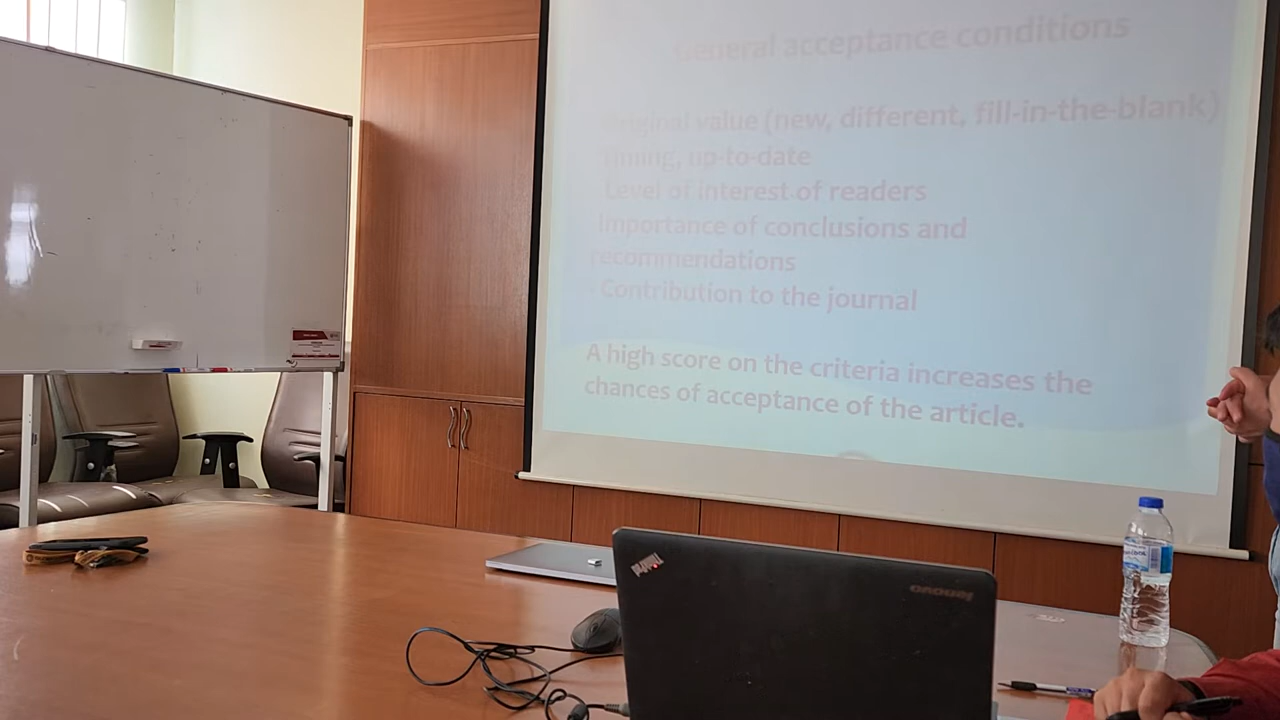 General acceptance conditions
Original value (new, different, fill-in-the-blank)
Timing, up-to-date
Level of interest of readers
Importance of conclusions and
recommendations
Contribution to the journal
A high score on the criteria increases the
chances of acceptance of the article.
ThinkPad
lenovo